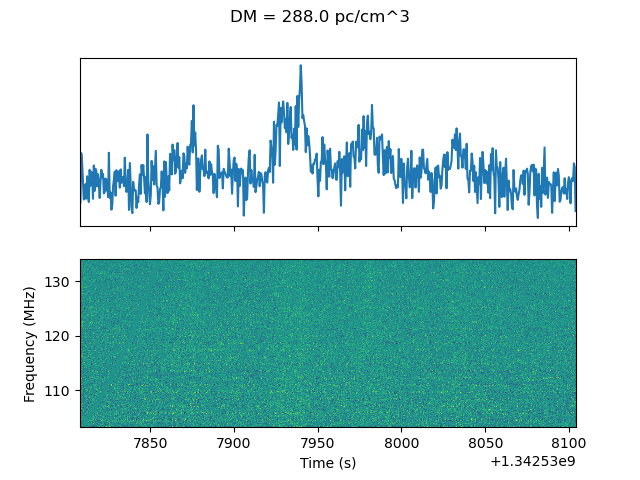 DM = 288.0 pc/cm^3
130
120
110
Frequency (MHz)
7850 7900 7950 8000 8050 8100
Time (s)
+1.34253e9